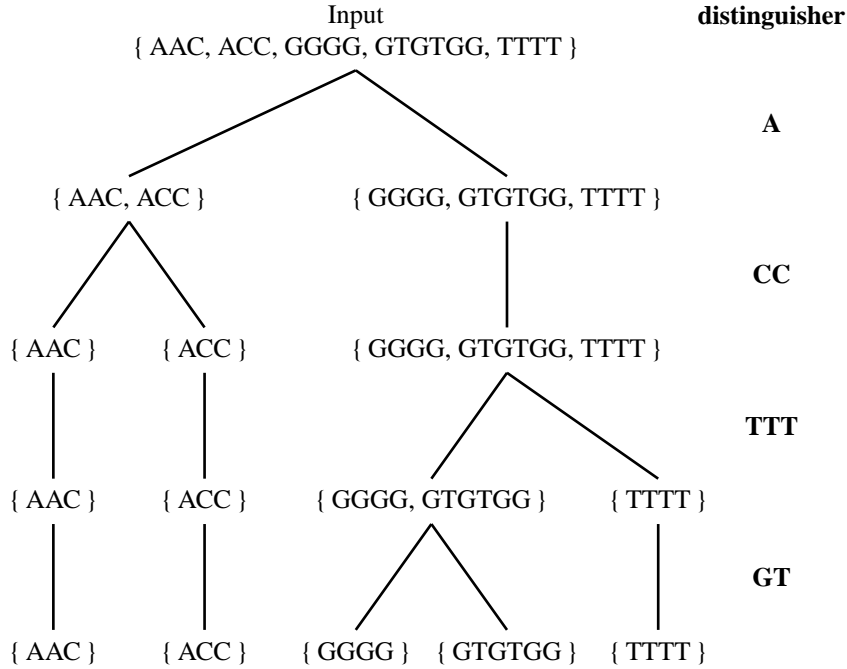 Input distinguisher
{ AAC, ACC, GGGG, GTGTGG, TTTT }
A
{ AAC, ACC } { GGGG, GTGTGG, TTTT }
CC
{ AAC } { ACC } { GGGG, GTGTGG, TTTT }
TTT
{ AAC } { ACC } { GGGG, GTGTGG } { TTTT }
GT
{ AAC } { ACC } { GGGG } { GTGTGG } { TTTT }